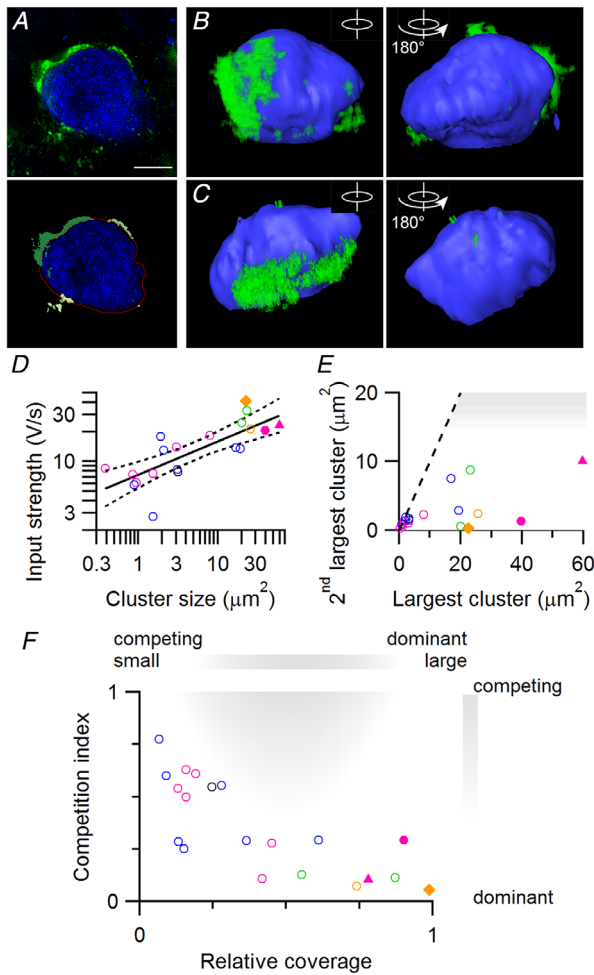 A
B
180°
C
180°
D
Input strength (V/s)
30
10
3
0.3
1
3
10
30
Cluster size (μm²)
E
2nd largest cluster (μm²)
20
10
0
0
20
40
60
Largest cluster (μm²)
F
competing
small
dominant
large
competing
Competition index
1
0
dominant
0
1
Relative coverage